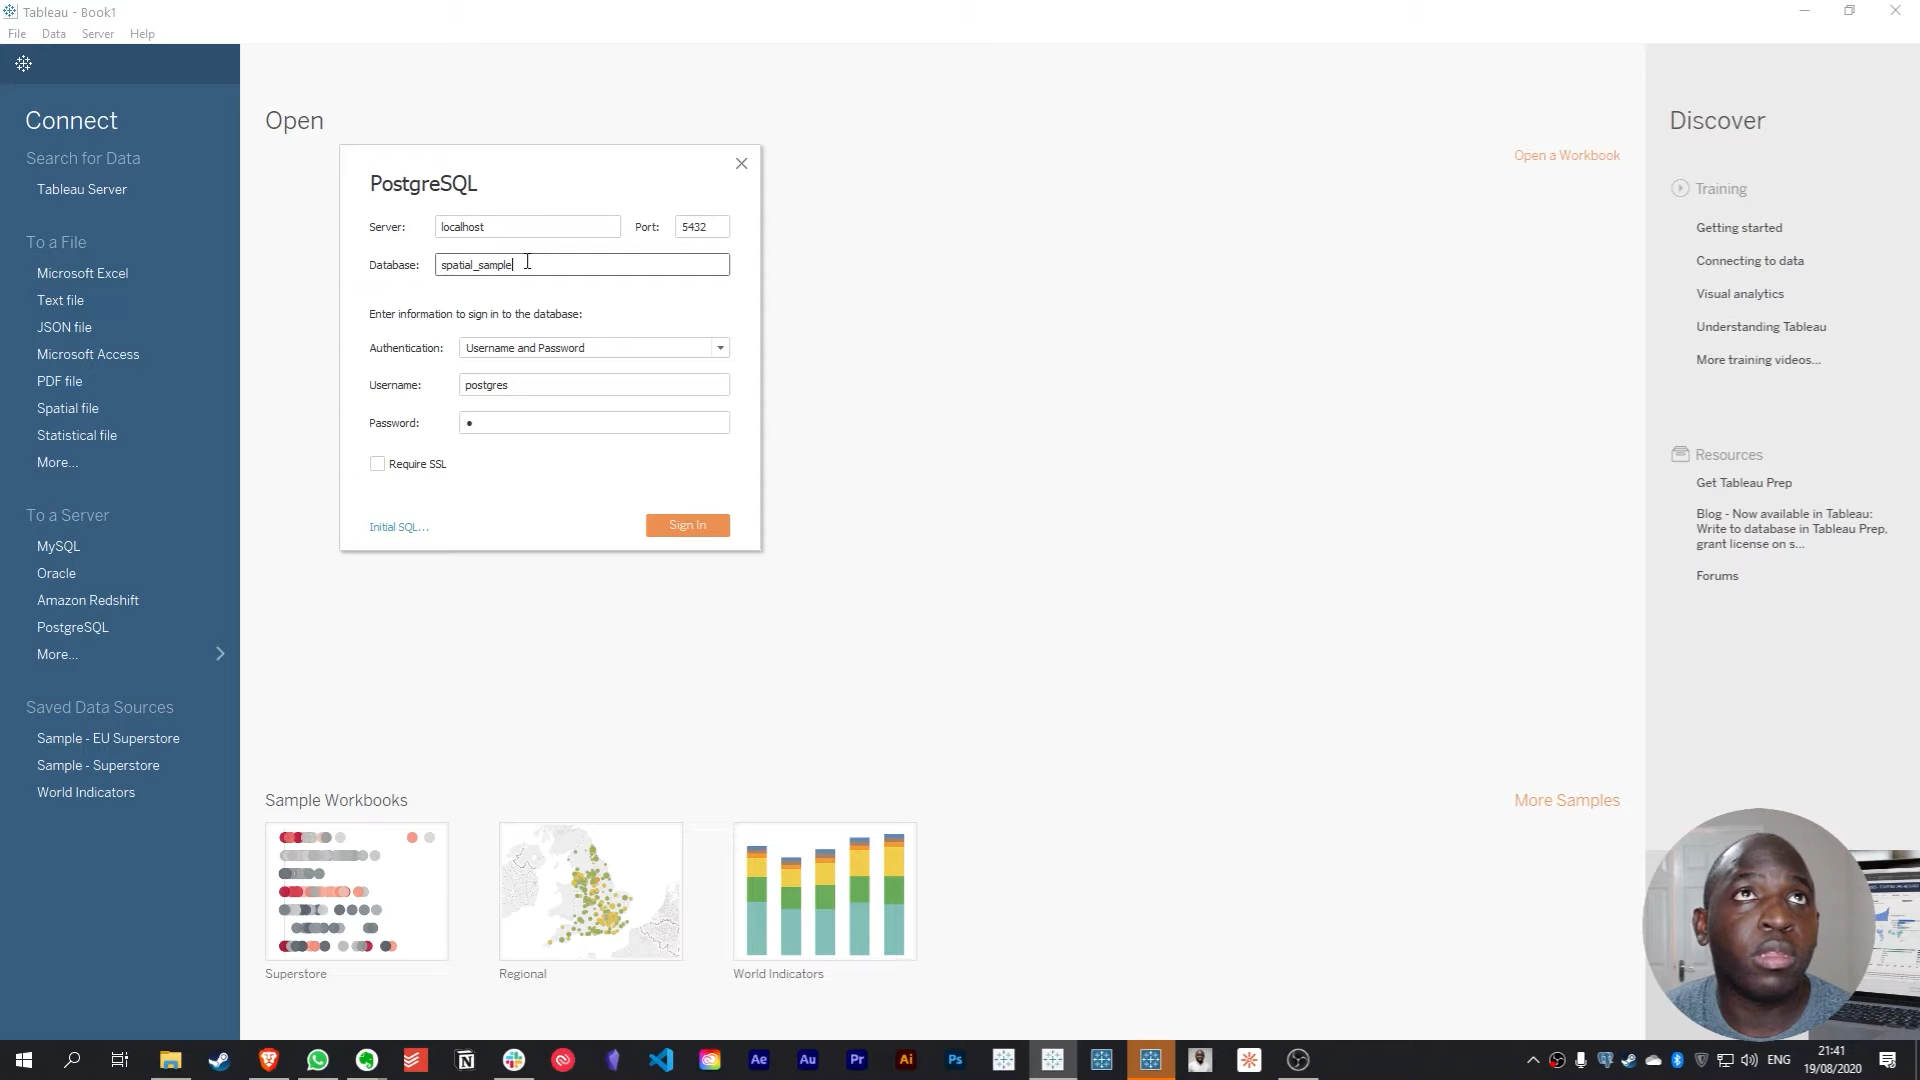 Tableau - Book1
File Data Server Help
Connect
Search for Data
Tableau Server
To a File
Microsoft Excel
Text file
JSON file
Microsoft Access
PDF file
Spatial file
Statistical file
More...
To a Server
MySQL
Oracle
Amazon Redshift
PostgreSQL
More...
Saved Data Sources
Sample - EU Superstore
Sample - Superstore
World Indicators
Open
Open a Workbook
PostgreSQL
Server: localhost Port: 5432
Database: spatial_sample
Enter information to sign in to the database:
Authentication: Username and Password
Username: postgres
Password:
Require SSL
Initial SQL... Sign In
Sample Workbooks
More Samples
Superstore
Regional
World Indicators
Discover
Training
Getting started
Connecting to data
Visual analytics
Understanding Tableau
More training videos...
Resources
Get Tableau Prep
Blog - Now available in Tableau:
Write to database in Tableau Prep,
grant license on s...
Forums
Ae Au Pr Ai Ps
ENG
21:41
19/08/2020